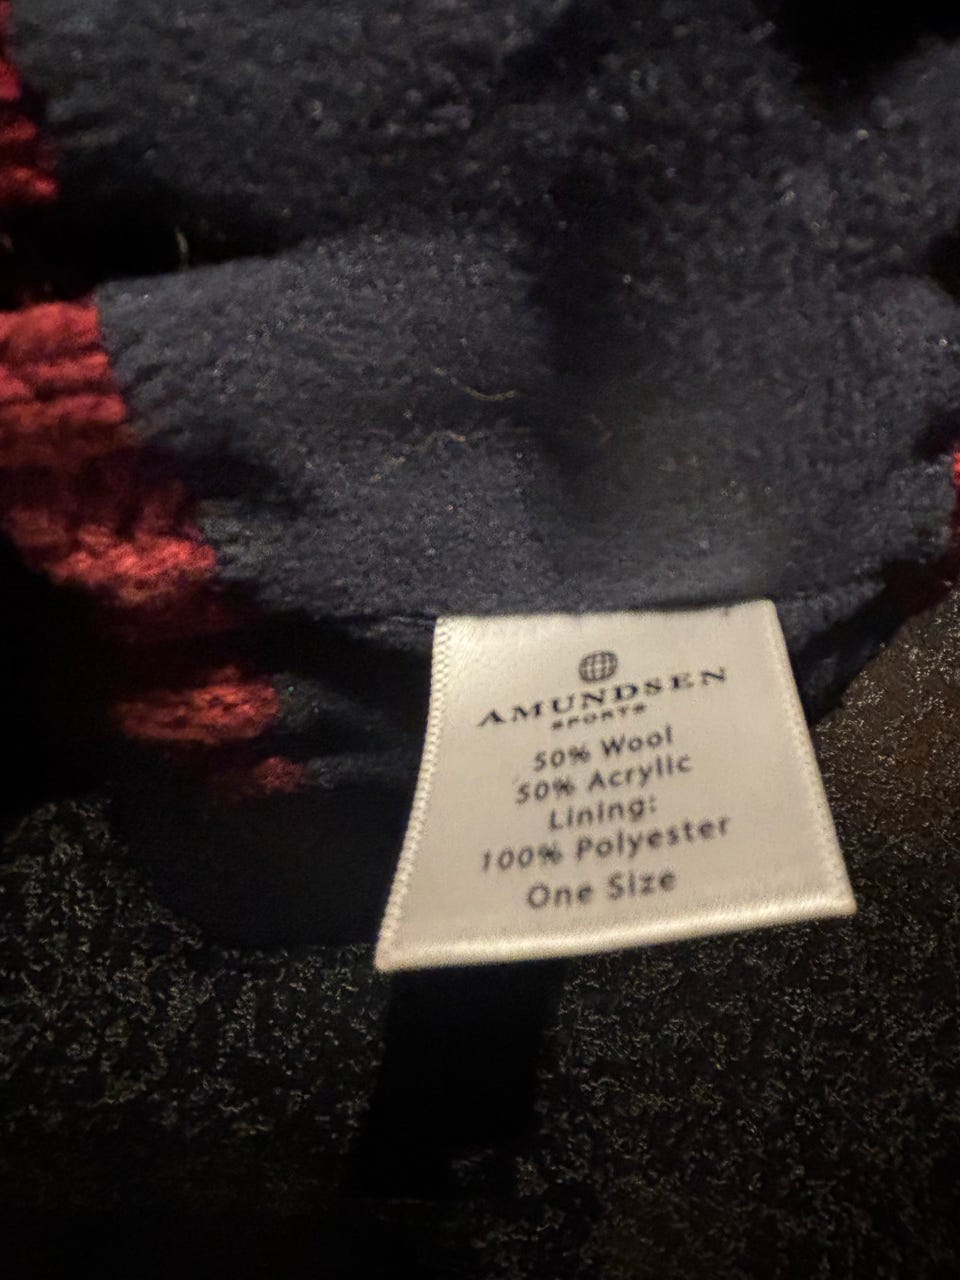 AMUNDSEN
SPORTS
50% Wool
50% Acrylic
Lining:
100% Polyester
One Size